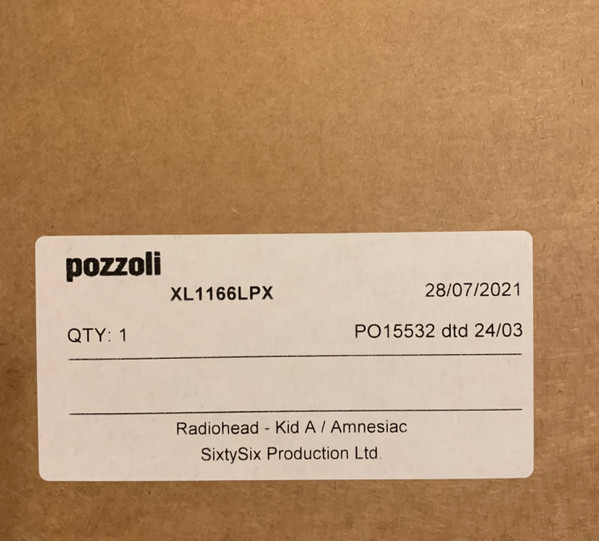 pozzoli
XL1166LPX 28/07/2021
QTY: 1 PO15532 dtd 24/03
Radiohead - Kid A / Amnesiac
SixtySix Production Ltd.